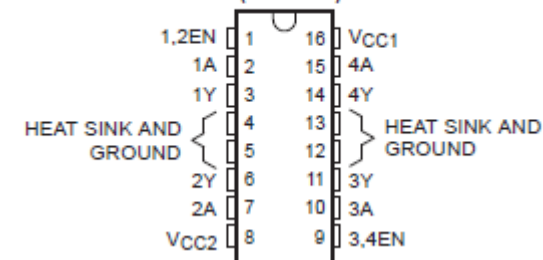 1,2EN 1 16 VCC1
1A 2 15 4A
1Y 3 14 4Y
HEAT SINK AND GROUND 4 13 HEAT SINK AND GROUND
5 12
2Y 6 11 3Y
2A 7 10 3A
VCC2 8 9 3,4EN